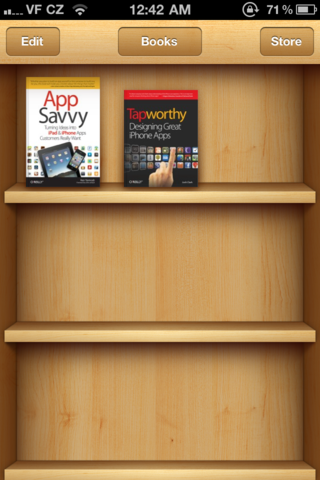 VF CZ 12:42 AM 71%
Edit Books Store
App
Savvy
Turning Ideas into
iPad & iPhone Apps
Customers Really Want
O'REILLY
Tapworthy
Designing Great
iPhone Apps
O'REILLY